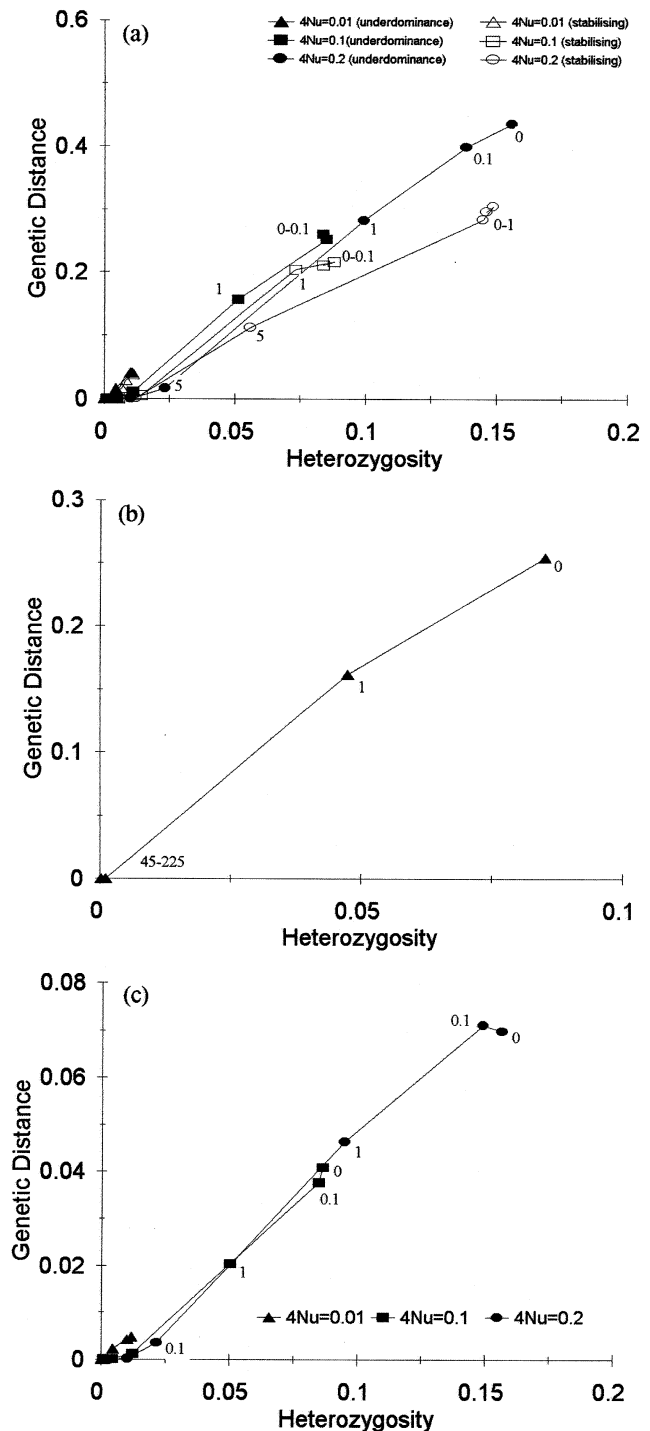 (a)
4Nu=0.01 (underdominance)
4Nu=0.1(underdominance)
4Nu=0.2 (underdominance)
4Nu=0.01 (stabilising)
4Nu=0.1 (stabilising)
4Nu=0.2 (stabilising)
0.6
0.4
0.2
0
Genetic Distance
0
0.1
1
0-0.1
0-0.1
0-1
1
1
5
5
0
0.05
0.1
0.15
0.2
Heterozygosity
(b)
0.3
0.2
0.1
0
Genetic Distance
0
1
45-225
0
0.05
0.1
Heterozygosity
(c)
0.08
0.06
0.04
0.02
0
Genetic Distance
0.1
0
1
0
0.1
1
0.1
4Nu=0.01
4Nu=0.1
4Nu=0.2
0
0.05
0.1
0.15
0.2
Heterozygosity